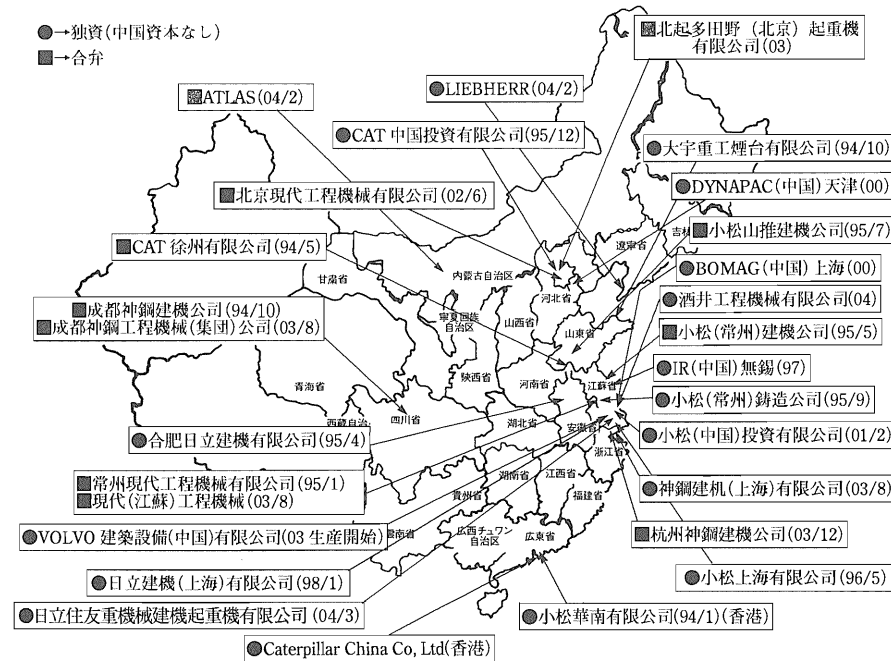 ●→独資(中国資本なし)
■→合弁
■北起多田野(北京)起重機
有限公司(03)
■ATLAS(04/2)
●LIEBHERR(04/2)
●CAT 中国投資有限公司(95/12)
●大宇重工煙台有限公司(94/10)
■北京現代工程機械有限公司(02/6)
●DYNAPAC(中国)天津(00)
■CAT 徐州有限公司(94/5)
■小松山推建機公司(95/7)
●BOMAG(中国)上海(00)
■成都神鋼建機公司(94/10)
■成都神鋼工程機械(集団)公司(03/8)
●酒井工程機械有限公司(04)
■小松(常州)建機公司(95/5)
●IR(中国)無錫(97)
●小松(常州)鋳造公司(95/9)
●合肥日立建機有限公司(95/4)
●小松(中国)投資有限公司(01/2)
■常州現代工程機械有限公司(95/1)
■現代(江蘇)工程機械(03/8)
●神鋼建机(上海)有限公司(03/8)
●VOLVO 建築設備(中国)有限公司(03 生産開始)
■杭州神鋼建機公司(03/12)
●日立建機(上海)有限公司(98/1)
●小松上海有限公司(96/5)
●日立住友重機械建機起重機有限公司(04/3)
●小松華南有限公司(94/1)(香港)
●Caterpillar China Co, Ltd(香港)
吉林
遼寧省
内蒙古自治区
甘粛省
河北省
寧夏回族
自治区
山西省
山東省
陝西省
河南省
江蘇省
青海省
西蔵自治
四川省
湖北省
安徽省
浙江省
湖南省
江西省
貴州省
福建省
雲南省
広西チュワン
自治区
広東省